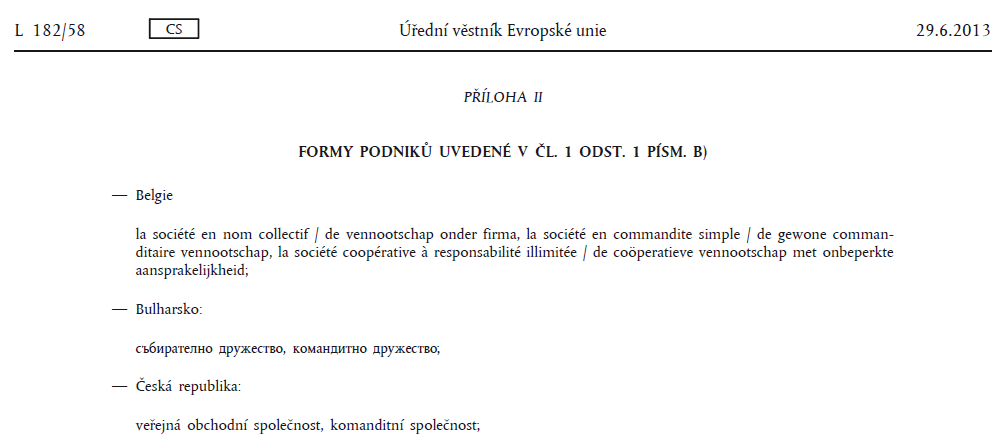 L 182/58 CS Úřední věstník Evropské unie 29.6.2013
PŘÍLOHA II
FORMY PODNIKŮ UVEDENÉ V ČL. 1 ODST. 1 PÍSM. B)
— Belgie
la société en nom collectif / de vennootschap onder firma, la société en commandite simple / de gewone comman-
ditaire vennootschap, la société coopérative à responsabilité illimitée / de coöperatieve vennootschap met onbeperkte
aansprakelijkheid;
— Bulharsko:
събирателно дружество, командитно дружество;
— Česká republika:
veřejná obchodní společnost, komanditní společnost;